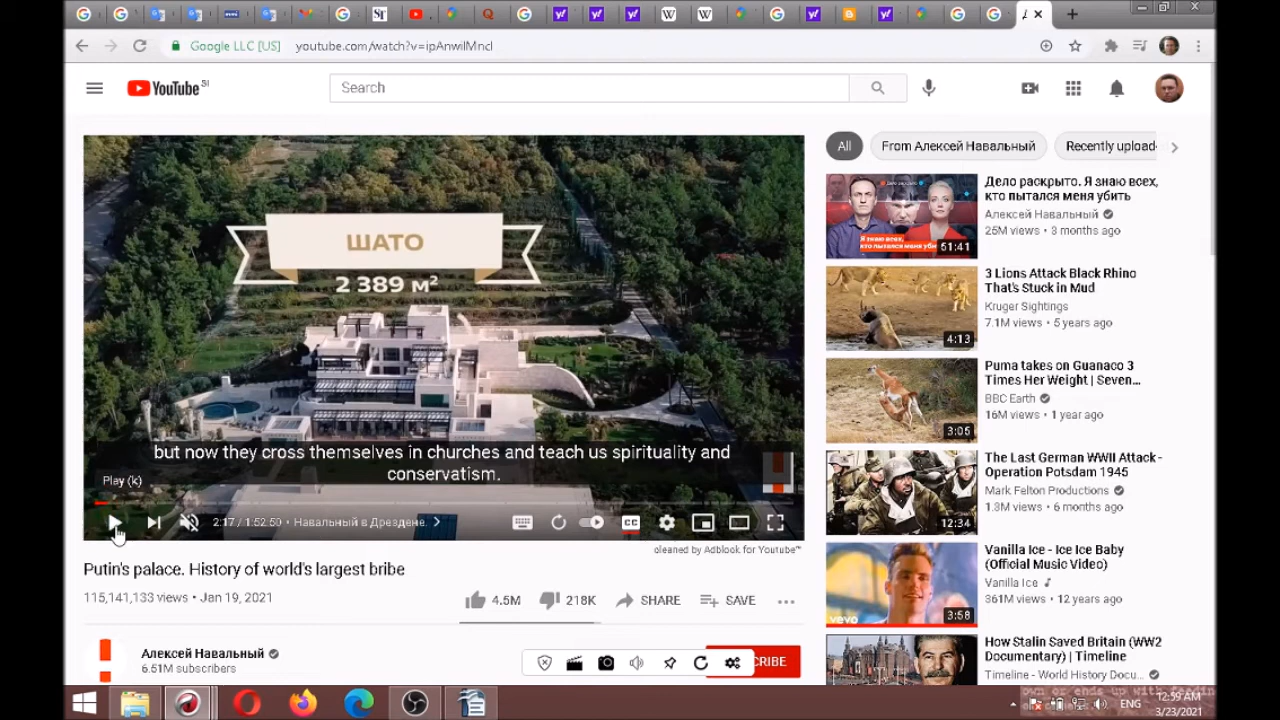 Google LLC [US]
youtube.com/watch?v=ipAnwilMncI
YouTube SI
Search
All
From Алексей Навальный
Recently upload
ШАТО
2 389 м²
but now they cross themselves in churches and teach us spirituality and
conservatism.
Play (k)
2:17 / 1:52:50 • Навальный в Дрездене.
CC
cleaned by Adblock for Youtube™
Putin's palace. History of world's largest bribe
115,141,133 views • Jan 19, 2021
4.5M
218K
SHARE
SAVE
Алексей Навальный
6.51M subscribers
RIBE
Я знаю всех,
51:41
Дело раскрыто. Я знаю всех,
кто пытался меня убить
Алексей Навальный
26M views • 3 months ago
4:13
3 Lions Attack Black Rhino
That's Stuck in Mud
Kruger Sightings
7.1M views • 5 years ago
3:05
Puma takes on Guanaco 3
Times Her Weight | Seven...
BBC Earth
16M views • 1 year ago
12:34
The Last German WWII Attack -
Operation Potsdam 1945
Mark Felton Productions
1.3M views • 6 months ago
vevo
3:58
Vanilla Ice - Ice Ice Baby
(Official Music Video)
Vanilla Ice
361M views • 12 years ago
How Stalin Saved Britain (WW2
Documentary) | Timeline
Timeline - World History Docu...
ENG
12:59 AM
3/23/2021